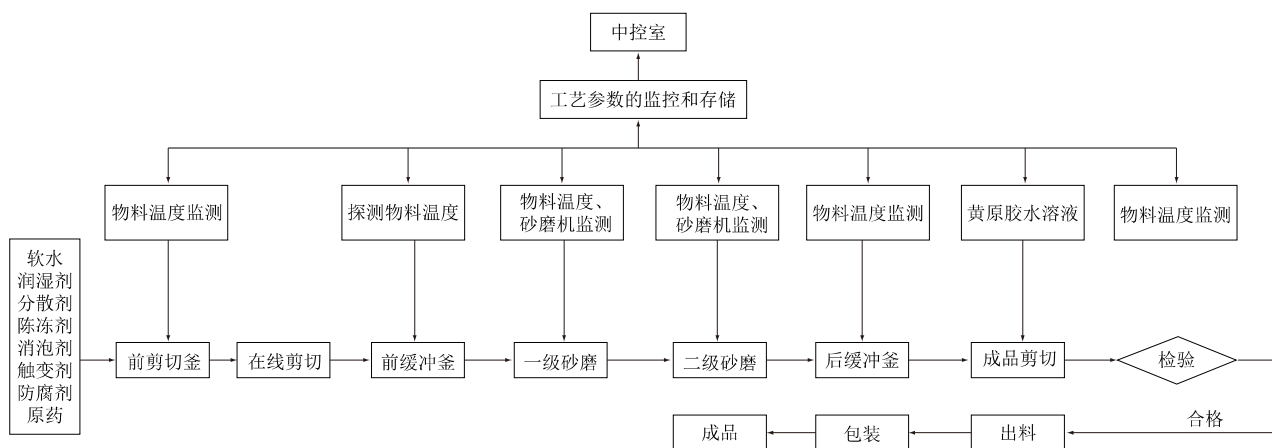 中控室
工艺参数的监控和存储
物料温度监测
探测物料温度
物料温度、
砂磨机监测
物料温度、
砂磨机监测
物料温度监测
黄原胶水溶液
物料温度监测
软水
润湿剂
分散剂
陈冻剂
消泡剂
触变剂
防腐剂
原药
前剪切釜
在线剪切
前缓冲釜
一级砂磨
二级砂磨
后缓冲釜
成品剪切
检验
合格
成品
包装
出料